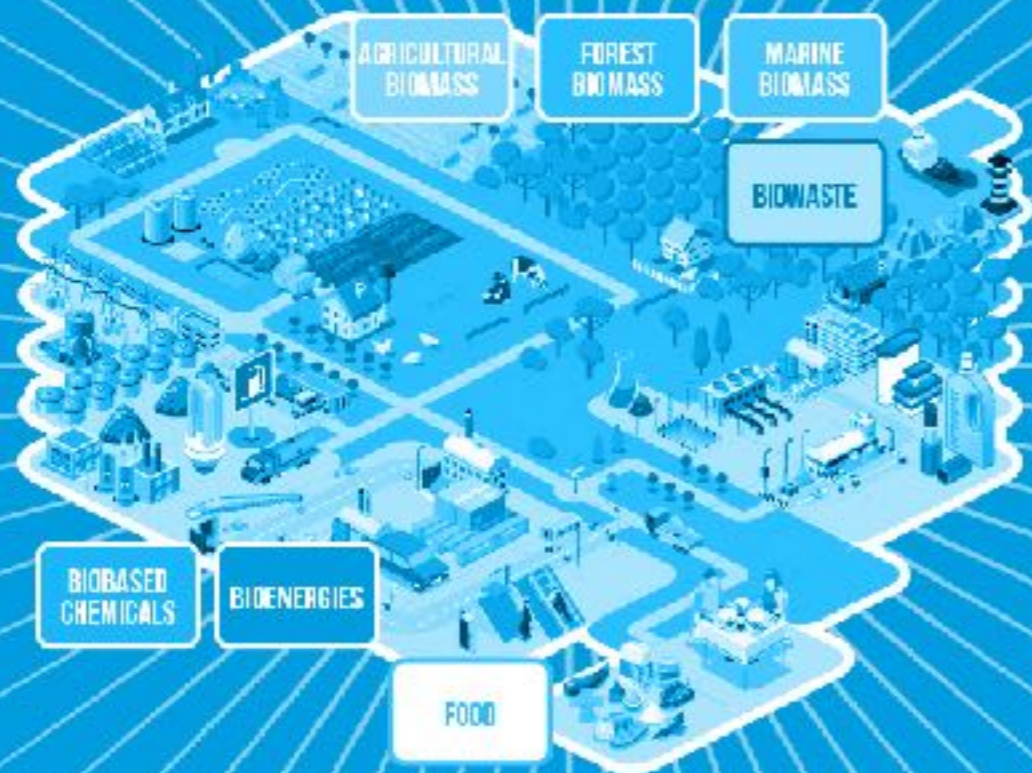 AGRICULTURAL
BIOMASS
FOREST
BIOMASS
MARINE
BIOMASS
BIOWASTE
BIOBASED
CHEMICALS
BIOENERGIES
FOOD